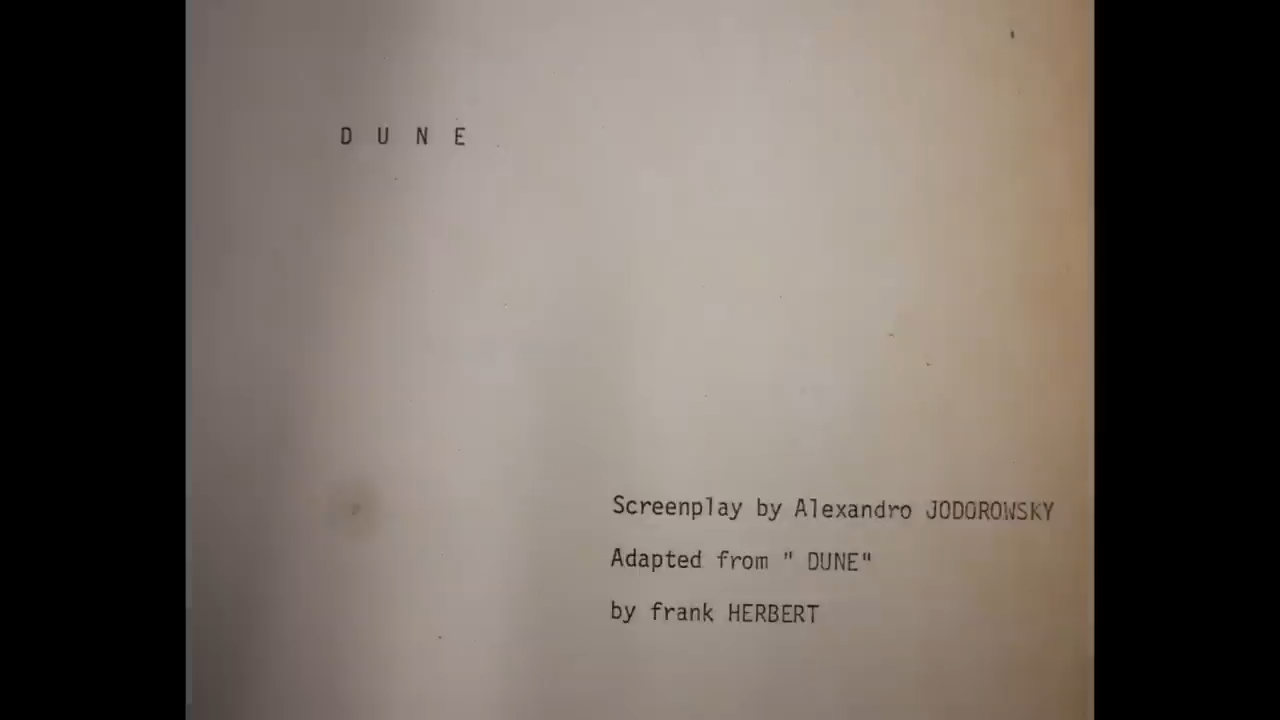 D U N E
Screenplay by Alexandro JODOROWSKY
Adapted from " DUNE"
by frank HERBERT